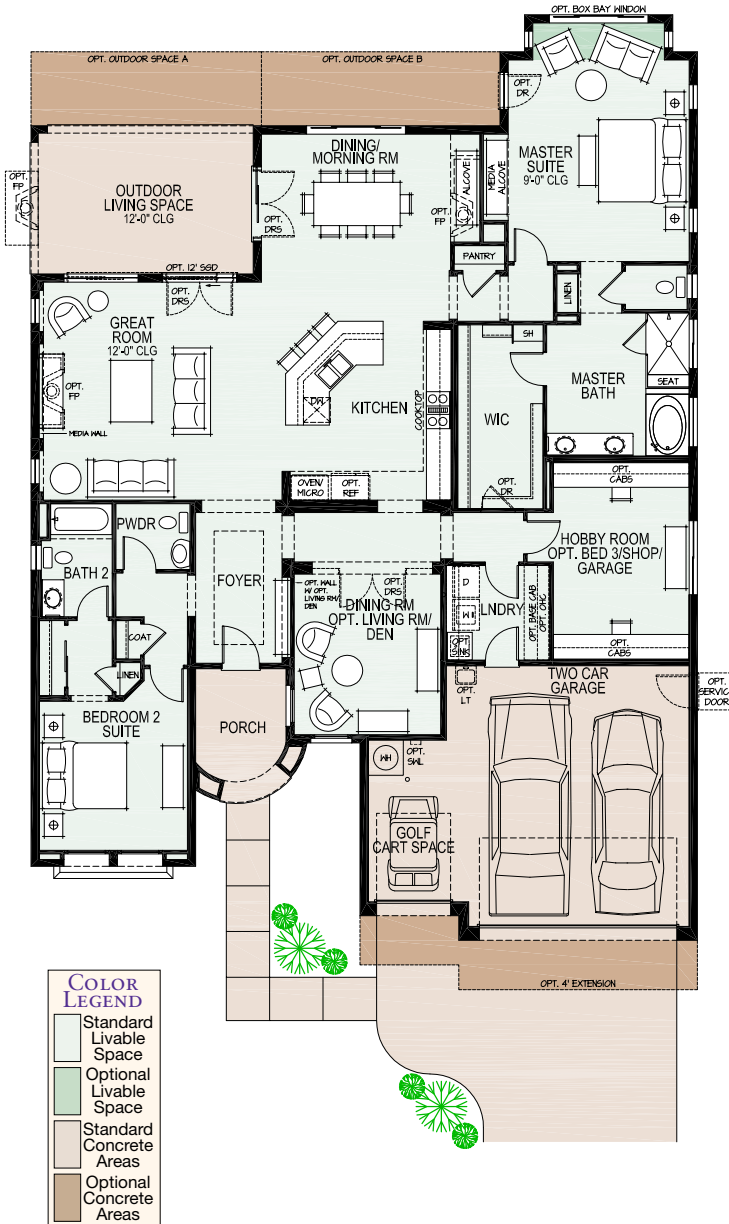 OPT. BOX BAY WINDOW
OPT. OUTDOOR SPACE A
OPT. OUTDOOR SPACE B
OPT.
DR
DINING/
MORNING RM
MASTER
SUITE
9'-0" CLG
ALCOVE
MEDIA
ALCOVE
OPT.
FP
OUTDOOR
LIVING SPACE
12'-0" CLG
OPT.
DRS
OPT.
FP
PANTRY
OPT. 12' SGD
OPT.
DRS
LINEN
GREAT
ROOM
12'-0" CLG
SH
SEAT
MASTER
BATH
OPT.
FP
KITCHEN
COOKTOP
DW
WIC
MEDIA WALL
OVEN/
MICRO
OPT.
REF
OPT.
DR
OPT.
CABS
PWDR
HOBBY ROOM
OPT. BED 3/SHOP/
GARAGE
BATH 2
FOYER
OPT. WALL
W/ OPT.
LIVING RM/
DEN
OPT.
DRS
DINING RM
OPT. LIVING RM/
DEN
D
W
LNDRY
OPT.
SINK
OPT. BASE CAB
OPT. OHC
COAT
OPT.
CABS
LINEN
OPT.
LT
TWO CAR
GARAGE
OPT.
SERVICE
DOOR
BEDROOM 2
SUITE
PORCH
WH
OPT.
SWL
GOLF
CART SPACE
OPT. 4' EXTENSION
COLOR
LEGEND
Standard
Livable
Space
Optional
Livable
Space
Standard
Concrete
Areas
Optional
Concrete
Areas